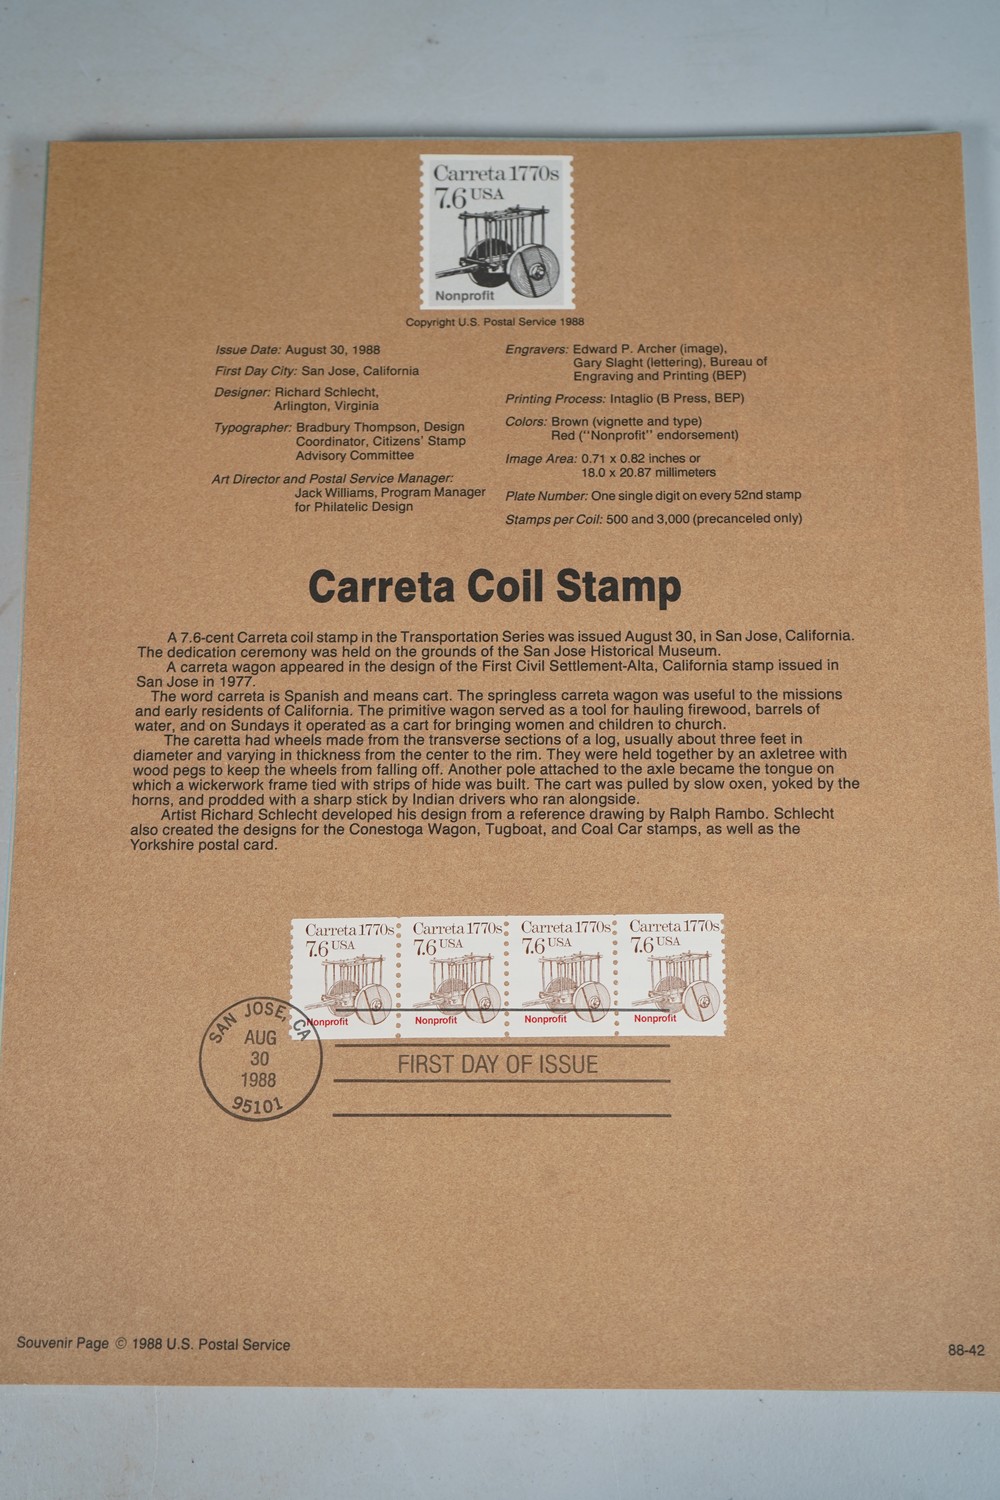 Carreta 1770s
7.6 USA
Nonprofit
Copyright U.S. Postal Service 1988
Issue Date: August 30, 1988
First Day City: San Jose, California
Designer: Richard Schlecht,
Arlington, Virginia
Typographer: Bradbury Thompson, Design
Coordinator, Citizens' Stamp
Advisory Committee
Art Director and Postal Service Manager:
Jack Williams, Program Manager
for Philatelic Design
Engravers: Edward P. Archer (image),
Gary Slaght (lettering), Bureau of
Engraving and Printing (BEP)
Printing Process: Intaglio (B Press, BEP)
Colors: Brown (vignette and type)
Red ("Nonprofit" endorsement)
Image Area: 0.71 x 0.82 inches or
18.0 x 20.87 millimeters
Plate Number: One single digit on every 52nd stamp
Stamps per Coil: 500 and 3,000 (precanceled only)
Carreta Coil Stamp
A 7.6-cent Carreta coil stamp in the Transportation Series was issued August 30, in San Jose, California.
The dedication ceremony was held on the grounds of the San Jose Historical Museum.
A carreta wagon appeared in the design of the First Civil Settlement-Alta, California stamp issued in
San Jose in 1977.
The word carreta is Spanish and means cart. The springless carreta wagon was useful to the missions
and early residents of California. The primitive wagon served as a tool for hauling firewood, barrels of
water, and on Sundays it operated as a cart for bringing women and children to church.
The caretta had wheels made from the transverse sections of a log, usually about three feet in
diameter and varying in thickness from the center to the rim. They were held together by an axletree with
wood pegs to keep the wheels from falling off. Another pole attached to the axle became the tongue on
which a wickerwork frame tied with strips of hide was built. The cart was pulled by slow oxen, yoked by the
horns, and prodded with a sharp stick by Indian drivers who ran alongside.
Artist Richard Schlecht developed his design from a reference drawing by Ralph Rambo. Schlecht
also created the designs for the Conestoga Wagon, Tugboat, and Coal Car stamps, as well as the
Yorkshire postal card.
Carreta 1770s Carreta 1770s Carreta 1770s Carreta 1770s
7.6 USA 7.6 USA 7.6 USA 7.6 USA
Nonprofit Nonprofit Nonprofit Nonprofit
SAN JOSE, CA
AUG
30
1988
95101
FIRST DAY OF ISSUE
Souvenir Page © 1988 U.S. Postal Service
88-42